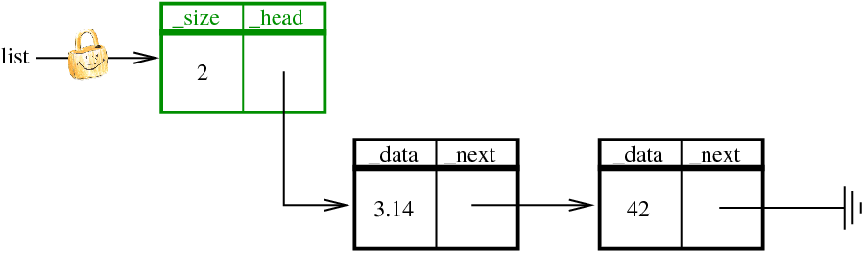 _size _head
list
2
_data _next
_data _next
3.14
42